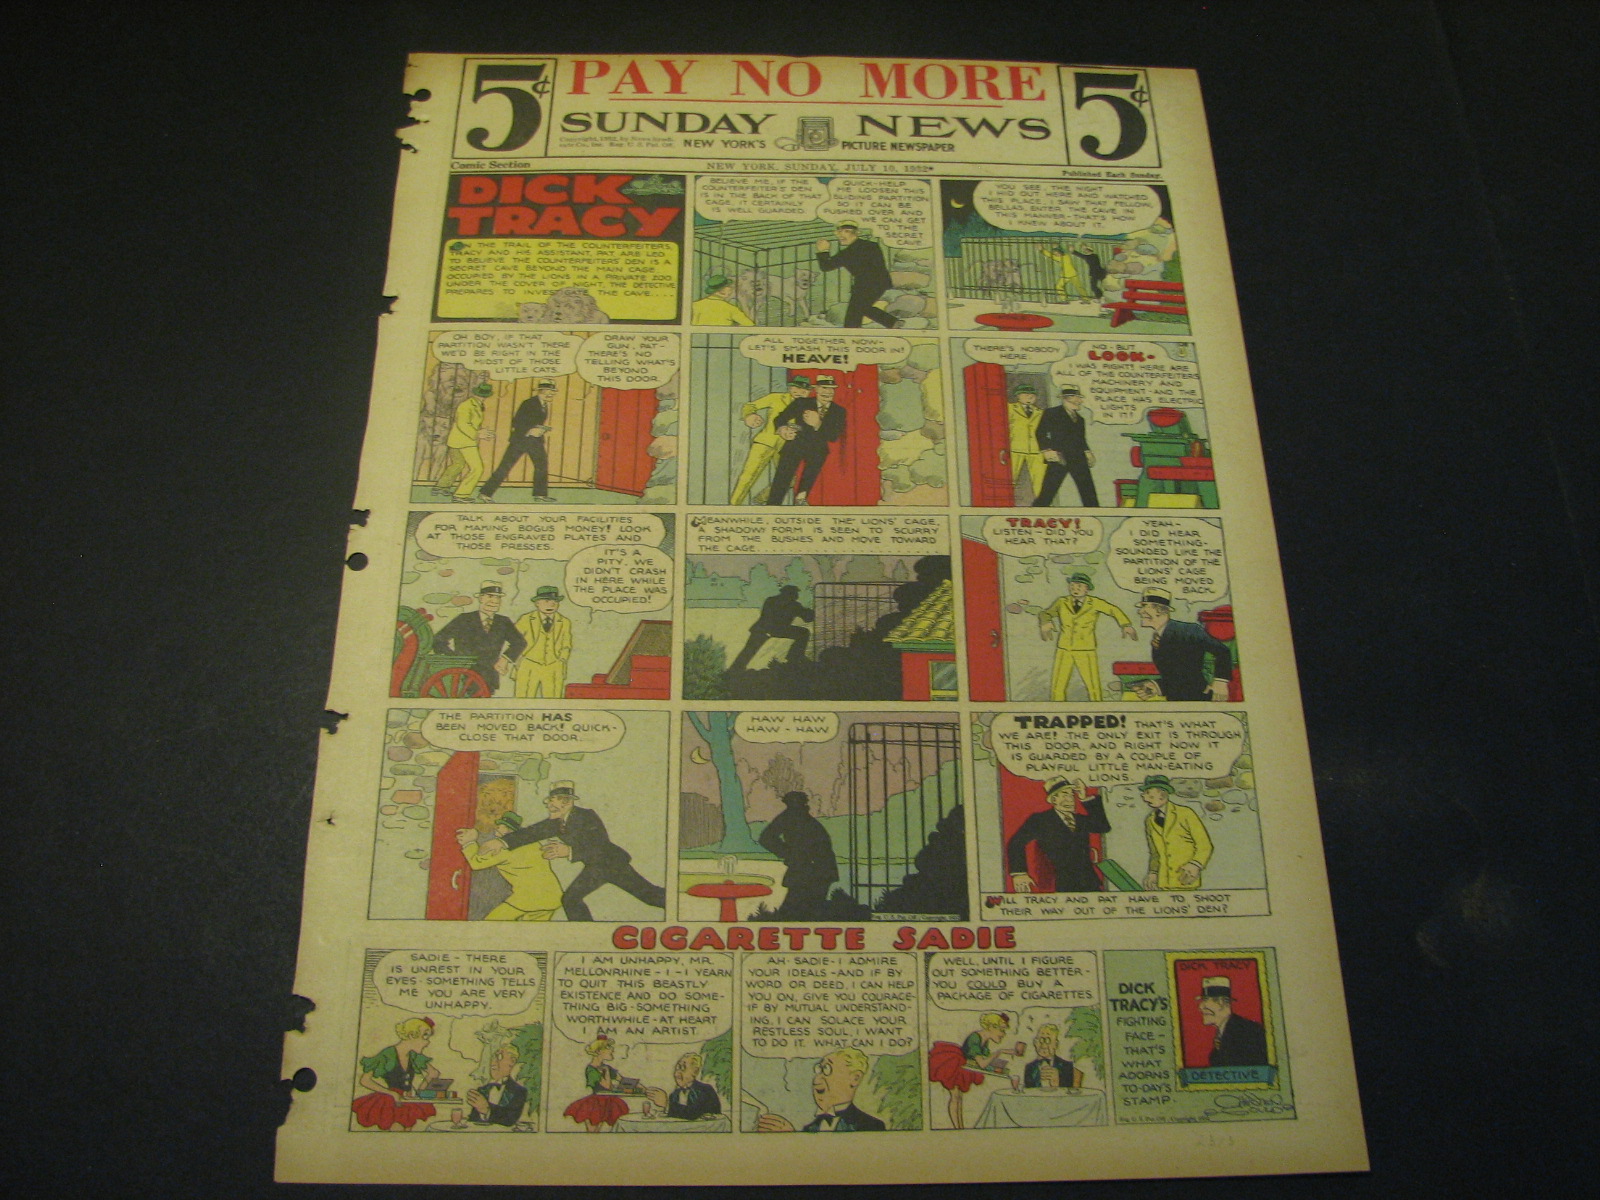 5¢
PAY NO MORE
5¢
SUNDAY NEWS
NEW YORK'S PICTURE NEWSPAPER
Comic Section
NEW YORK, SUNDAY, JULY 10, 1932*
Published Each Sunday.
DICK
TRACY
ON THE TRAIL OF THE COUNTERFEITERS,
TRACY AND HIS ASSISTANT, PAT ARE LED
TO BELIEVE THE COUNTERFEITERS' DEN IS A
SECRET CAVE BEYOND THE MAIN CAGE
OCCUPIED BY THE LIONS IN A PRIVATE ZOO
UNDER THE COVER OF NIGHT, THE DETECTIVE
PREPARES TO INVESTIGATE THE CAVE....
BELIEVE ME, IF THE
COUNTERFEITER'S DEN
IS IN THE BACK OF THAT
CAGE, IT CERTAINLY
IS WELL GUARDED.
QUICK-HELP
ME LOOSEN THIS
SLIDING PARTITION
SO IT CAN BE
PUSHED OVER AND
WE CAN GET
TO THE
SECRET
CAVE.
YOU SEE, THE NIGHT
I HID OUT HERE AND WATCHED
THIS PLACE, I SAW THAT FELLOW,
BELLAS, ENTER THE CAVE IN
THIS MANNER-THAT'S HOW
I KNEW ABOUT IT.
OH BOY, IF THAT
PARTITION WASN'T THERE
WE'D BE RIGHT IN THE
MIDST OF THOSE
LITTLE CATS.
DRAW YOUR
GUN, PAT-
THERE'S NO
TELLING WHAT'S
BEYOND
THIS DOOR.
ALL TOGETHER NOW-
LET'S SMASH THIS DOOR IN!
HEAVE!
THERE'S NOBODY
HERE.
NO-BUT
LOOK-
I WAS RIGHT! HERE ARE
ALL OF THE COUNTERFEITERS
MACHINERY AND
EQUIPMENT-AND THE
PLACE HAS ELECTRIC
LIGHTS
IN IT!
TALK ABOUT YOUR FACILITIES
FOR MAKING BOGUS MONEY! LOOK
AT THOSE ENGRAVED PLATES AND
THOSE PRESSES.
IT'S A
PITY, WE
DIDN'T CRASH
IN HERE WHILE
THE PLACE WAS
OCCUPIED!
MEANWHILE, OUTSIDE THE LIONS' CAGE,
A SHADOWY FORM IS SEEN TO SCURRY
FROM THE BUSHES AND MOVE TOWARD
THE CAGE...........
TRACY!
LISTEN-DID YOU
HEAR THAT?
YEAH-
I DID HEAR
SOMETHING-
SOUNDED LIKE THE
PARTITION OF THE
LIONS' CAGE
BEING MOVED
BACK.
THE PARTITION HAS
BEEN MOVED BACK! QUICK-
CLOSE THAT DOOR...
HAW HAW
HAW-HAW
TRAPPED! THAT'S WHAT
WE ARE! THE ONLY EXIT IS THROUGH
THIS DOOR, AND RIGHT NOW IT
IS GUARDED BY A COUPLE OF
PLAYFUL LITTLE MAN-EATING
LIONS.
WILL TRACY AND PAT HAVE TO SHOOT
THEIR WAY OUT OF THE LIONS' DEN?
CIGARETTE SADIE
SADIE-THERE
IS UNREST IN YOUR
EYES-SOMETHING TELLS
ME YOU ARE VERY
UNHAPPY.
I AM UNHAPPY, MR.
MELLONRHINE-I-I YEARN
TO QUIT THIS BEASTLY
EXISTENCE AND DO SOME-
THING BIG-SOMETHING
WORTHWHILE-AT HEART
I AM AN ARTIST.
AH-SADIE-I ADMIRE
YOUR IDEALS-AND IF BY
WORD OR DEED, I CAN HELP
YOU ON, GIVE YOU COURAGE-
IF BY MUTUAL UNDERSTAND-
ING, I CAN SOLACE YOUR
RESTLESS SOUL, I WANT
TO DO IT. WHAT CAN I DO?
WELL, UNTIL I FIGURE
OUT SOMETHING BETTER-
YOU COULD BUY A
PACKAGE OF CIGARETTES
DICK
TRACY'S
FIGHTING
FACE-
THAT'S
WHAT
ADORNS
TO-DAY'S
STAMP-
DICK TRACY
DETECTIVE